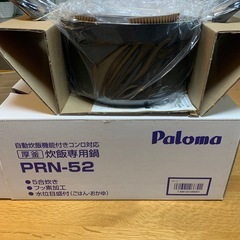 自動炊飯機能付きコンロ対応
[厚釜] 炊飯専用鍋
PRN-52
●5合炊き
●フッ素加工
●水位目盛付(ごはん・おかゆ)
Paloma